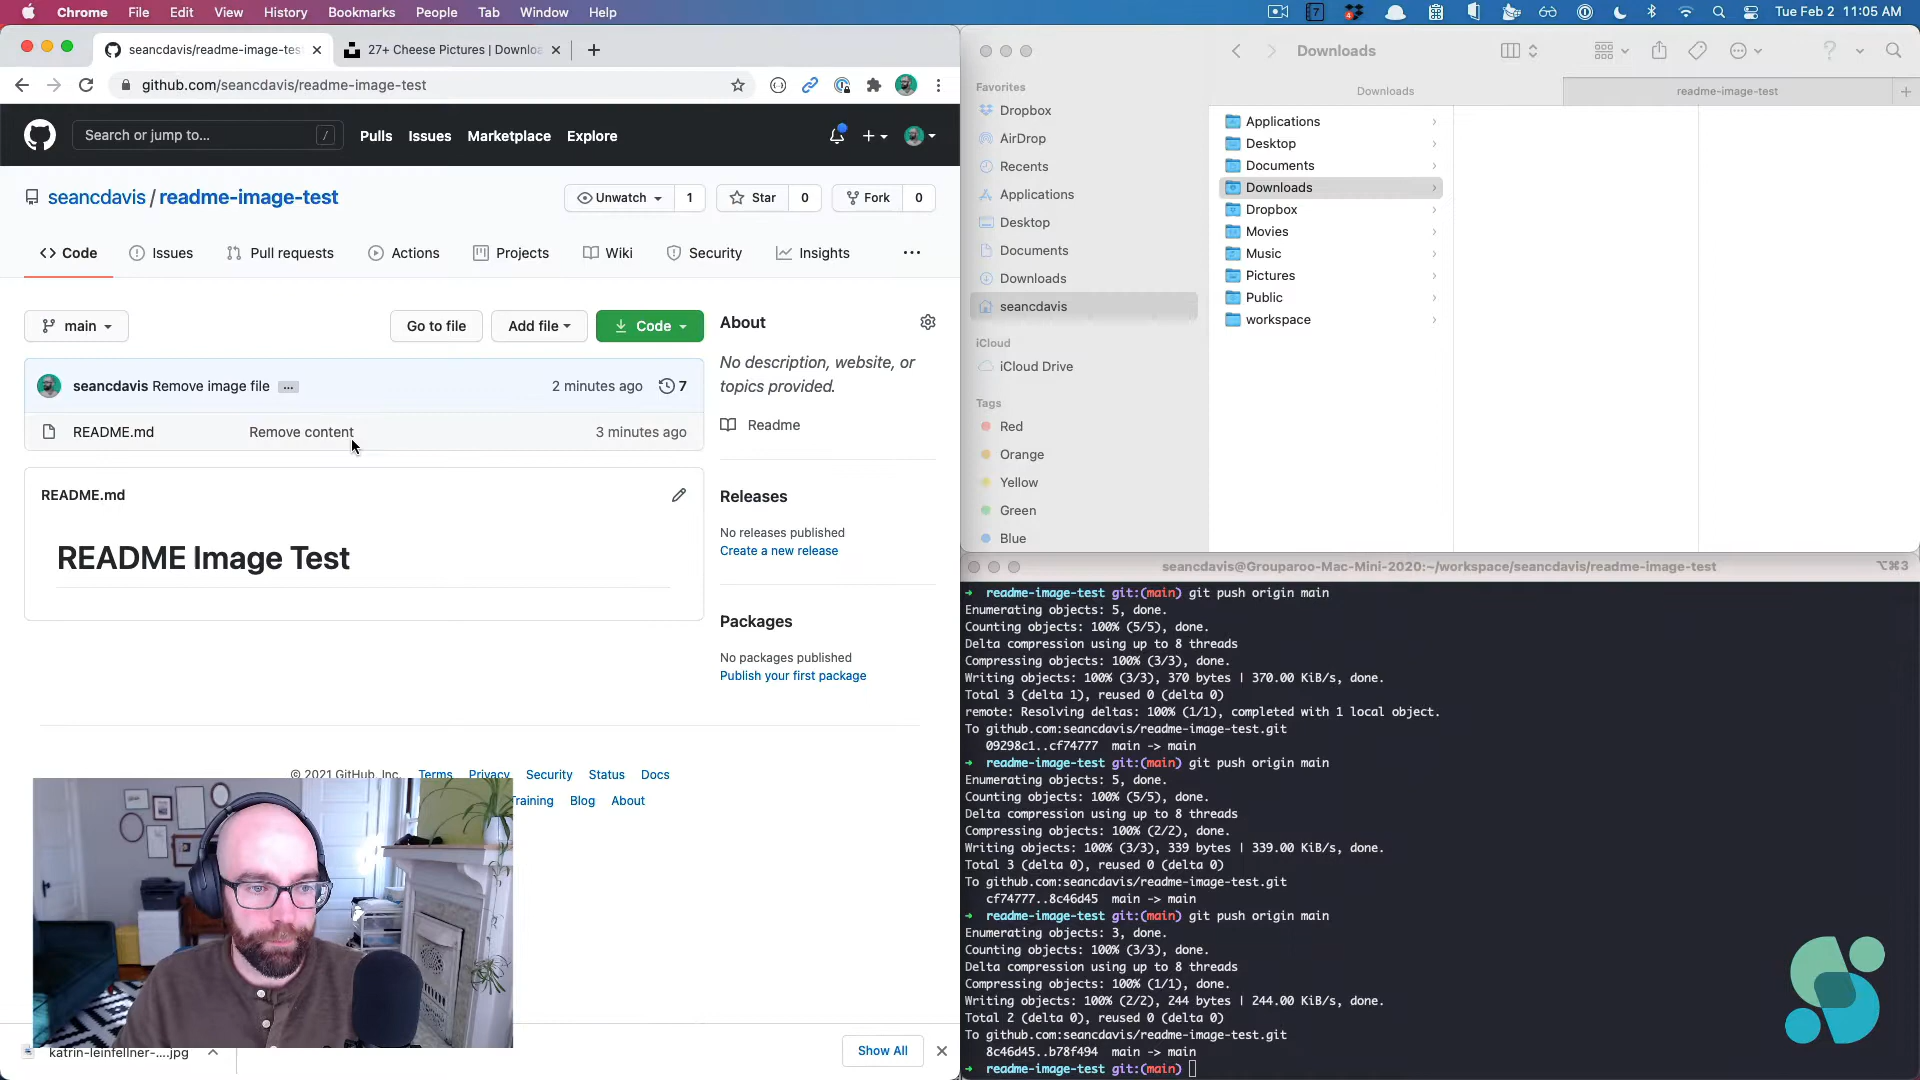 Chrome File Edit View History Bookmarks People Tab Window Help
Tue Feb 2 11:05 AM
seancdavis/readme-image-test
27+ Cheese Pictures | Downloa
github.com/seancdavis/readme-image-test
Search or jump to... /
Pulls Issues Marketplace Explore
seancdavis / readme-image-test
Unwatch 1
Star 0
Fork 0
Code Issues Pull requests Actions Projects Wiki Security Insights ...
main
Go to file
Add file
Code
seancdavis Remove image file ... 2 minutes ago 7
README.md Remove content 3 minutes ago
README.md
README Image Test
About
No description, website, or
topics provided.
Readme
Releases
No releases published
Create a new release
Packages
No packages published
Publish your first package
© 2021 GitHub, Inc. Terms Privacy Security Status Docs
Training Blog About
katrin-leinfellner-....jpg
Show All
Downloads
Downloads
readme-image-test
Favorites
Dropbox
AirDrop
Recents
Applications
Desktop
Documents
Downloads
seancdavis
iCloud
iCloud Drive
Tags
Red
Orange
Yellow
Green
Blue
Applications
Desktop
Documents
Downloads
Dropbox
Movies
Music
Pictures
Public
workspace
seancdavis@Grouparoo-Mac-Mini-2020:~/workspace/seancdavis/readme-image-test
⌥⌘3
→ readme-image-test git:(main) git push origin main
Enumerating objects: 5, done.
Counting objects: 100% (5/5), done.
Delta compression using up to 8 threads
Compressing objects: 100% (3/3), done.
Writing objects: 100% (3/3), 370 bytes | 370.00 KiB/s, done.
Total 3 (delta 1), reused 0 (delta 0)
remote: Resolving deltas: 100% (1/1), completed with 1 local object.
To github.com:seancdavis/readme-image-test.git
09298c1..cf74777 main -> main
→ readme-image-test git:(main) git push origin main
Enumerating objects: 5, done.
Counting objects: 100% (5/5), done.
Delta compression using up to 8 threads
Compressing objects: 100% (2/2), done.
Writing objects: 100% (3/3), 339 bytes | 339.00 KiB/s, done.
Total 3 (delta 0), reused 0 (delta 0)
To github.com:seancdavis/readme-image-test.git
cf74777..8c46d45 main -> main
→ readme-image-test git:(main) git push origin main
Enumerating objects: 3, done.
Counting objects: 100% (3/3), done.
Delta compression using up to 8 threads
Compressing objects: 100% (1/1), done.
Writing objects: 100% (2/2), 244 bytes | 244.00 KiB/s, done.
Total 2 (delta 0), reused 0 (delta 0)
To github.com:seancdavis/readme-image-test.git
8c46d45..b78f494 main -> main
→ readme-image-test git:(main)